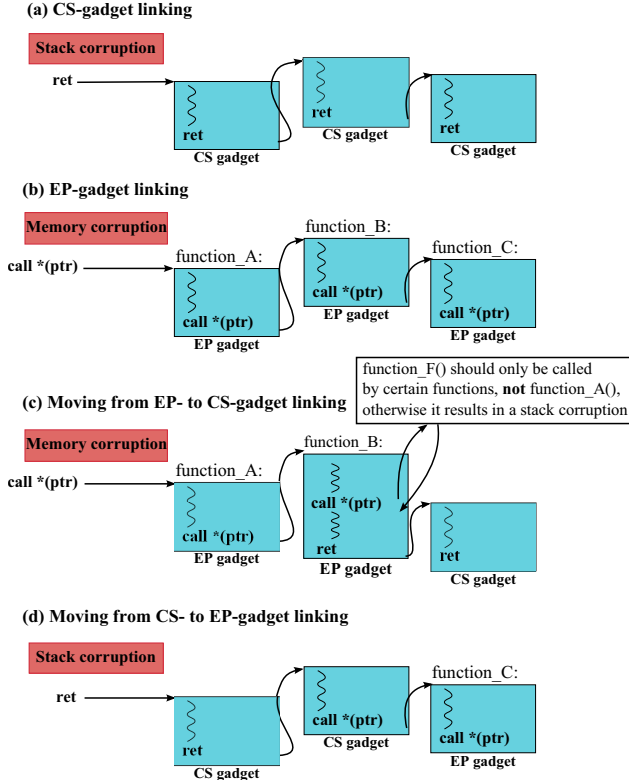 (a) CS-gadget linking
Stack corruption
ret
ret
CS gadget
ret
CS gadget
ret
CS gadget
(b) EP-gadget linking
Memory corruption
call *(ptr)
function_A:
call *(ptr)
EP gadget
function_B:
call *(ptr)
EP gadget
function_C:
call *(ptr)
EP gadget
function_F() should only be called
by certain functions, not function_A(),
otherwise it results in a stack corruption
(c) Moving from EP- to CS-gadget linking
Memory corruption
call *(ptr)
function_A:
call *(ptr)
EP gadget
function_B:
call *(ptr)
ret
EP gadget
ret
CS gadget
(d) Moving from CS- to EP-gadget linking
Stack corruption
ret
ret
CS gadget
call *(ptr)
CS gadget
function_C:
call *(ptr)
EP gadget